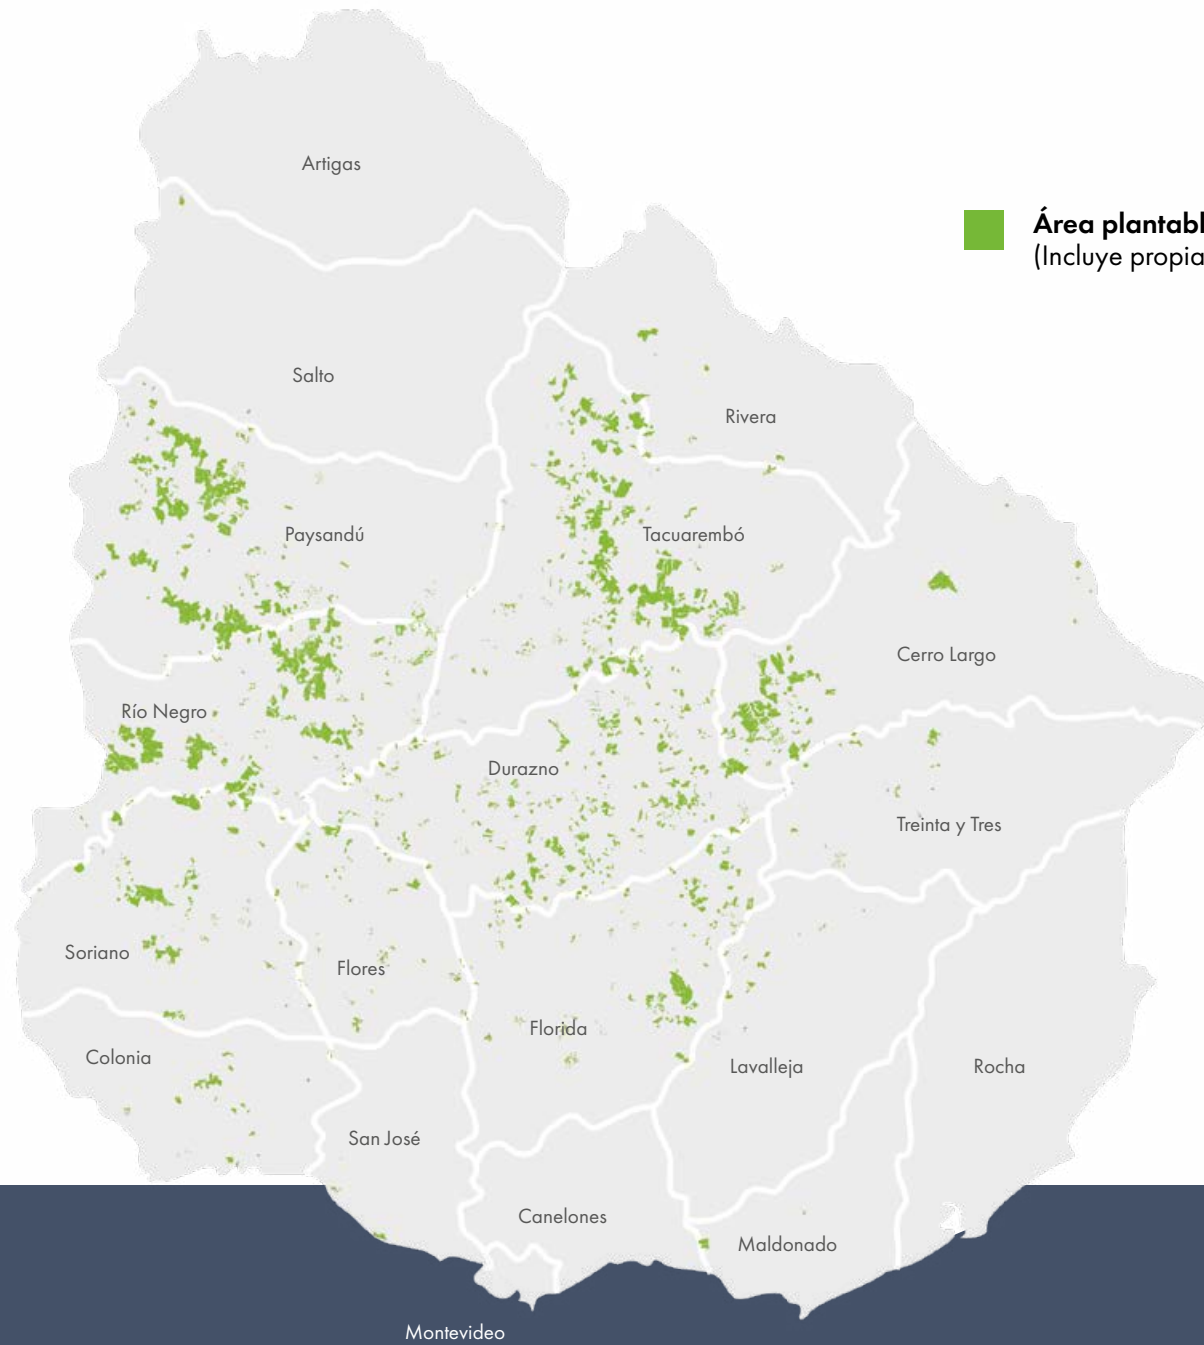 Artigas
Área plantabl
(Incluye propia
Salto
Rivera
Paysandú
Tacuarembó
Cerro Largo
Río Negro
Durazno
Treinta y Tres
Soriano
Flores
Florida
Colonia
Lavalleja
Rocha
San José
Canelones
Maldonado
Montevideo